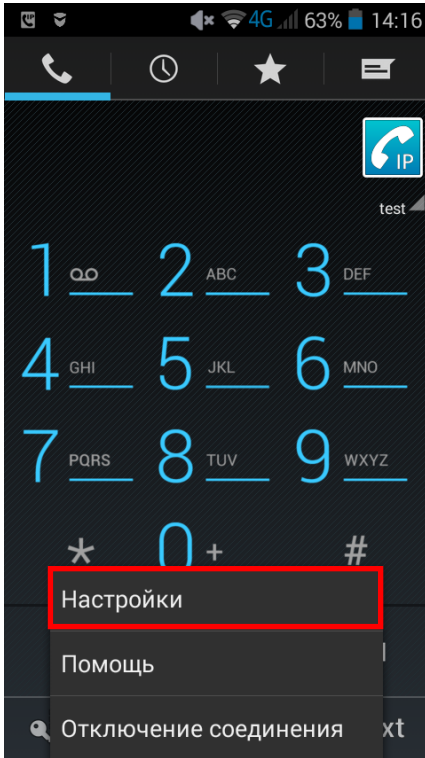 4G 63% 14:16
IP
test
1 2 ABC 3 DEF
4 GHI 5 JKL 6 MNO
7 PQRS 8 TUV 9 WXYZ
* 0 + #
Настройки
Помощь
Отключение соединения xt